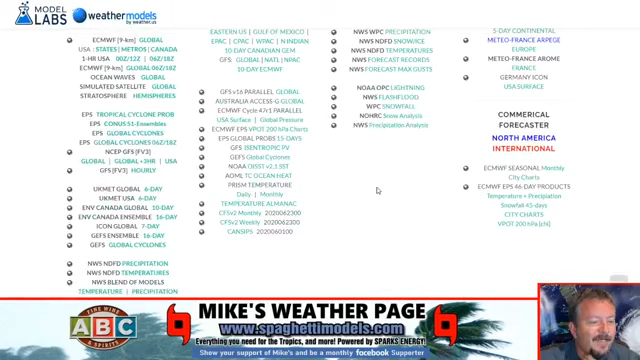 MODEL LABS
weathermodels by weather.us
ECMWF [9-km] GLOBAL
USA : STATES | METROS | CANADA
1-HR USA 00Z/12Z | 06Z/18Z
ECMWF [9-km] GLOBAL 06Z/18Z
OCEAN WAVES GLOBAL
SIMULATED SATELLITE GLOBAL
STRATOSPHERE HEMISPHERES
EPS TROPICAL CYCLONE PROB
EPS CONUS 51-Ensembles
EPS GLOBAL CYCLONES
EPS GLOBAL CYCLONES 06Z/18Z
NCEP GFS [FV3]
GLOBAL | GLOBAL +3HR | USA
GFS [FV3] HOURLY
UKMET GLOBAL 6-DAY
UKMET USA 6-DAY
ENV CANADA GLOBAL 10-DAY
ENV CANADA ENSEMBLE 16-DAY
ICON GLOBAL 7-DAY
GEFS ENSEMBLE 16-DAY
GEFS GLOBAL CYCLONES
NWS NDFD PRECIPITATION
NWS NDFD TEMPERATURES
NWS BLEND OF MODELS
TEMPERATURE | PRECIPITATION
EASTERN US | GULF OF MEXICO |
EPAC | CPAC | WPAC | N INDIAN
10-DAY CANADIAN GEM
GFS: GLOBAL | NATL | NPAC
10-DAY ECMWF
GFS v16 PARALLEL GLOBAL
AUSTRALIA ACCESS-G GLOBAL
ECMWF Cycle 47r1 PARALLEL
USA Surface | Global Pressure
ECMWF EPS VPOT 200 hPa Charts
EPS GLOBAL PROBS 15-DAYS
GFS ISENTROPIC PV
GEFS Global Cyclones
NOAA OISST v2.1 SST
AOML TC OCEAN HEAT
PRISM TEMPERATURE
Daily | Monthly
TEMPERATURE ALMANAC
CFSv2 Monthly 2020062300
CFSv2 Weekly 2020062300
CANSIPS 2020060100
NWS WPC PRECIPITATION
NWS NDFD SNOW/ICE
NWS NDFD TEMPERATURES
NWS FORECAST RECORDS
NWS FORECAST MAX GUSTS
NOAA OPC LIGHTNING
NWS FLASHFLOOD
WPC SNOWFALL
NOHRC Snow Analysis
NWS Precipitation Analysis
5-DAY CONTINENTAL
METEO-FRANCE ARPEGE
EUROPE
METEO-FRANCE AROME
FRANCE
GERMANY ICON
USA SURFACE
COMMERICAL
FORECASTER
NORTH AMERICA
INTERNATIONAL
ECMWF SEASONAL Monthly
City Charts
ECMWF EPS 46-DAY PRODUCTS
Temperature + Precipiation
Snowfall 45-days
CITY CHARTS
VPOT 200 hPa [chi]
FINE WINE
ABC
& SPIRITS
MIKE'S WEATHER PAGE
www.spaghettimodels.com
Everything you need for the Tropics, and more! Powered by SPARKS ENERGY!
Show your support of Mike's and be a monthly facebook Supporter